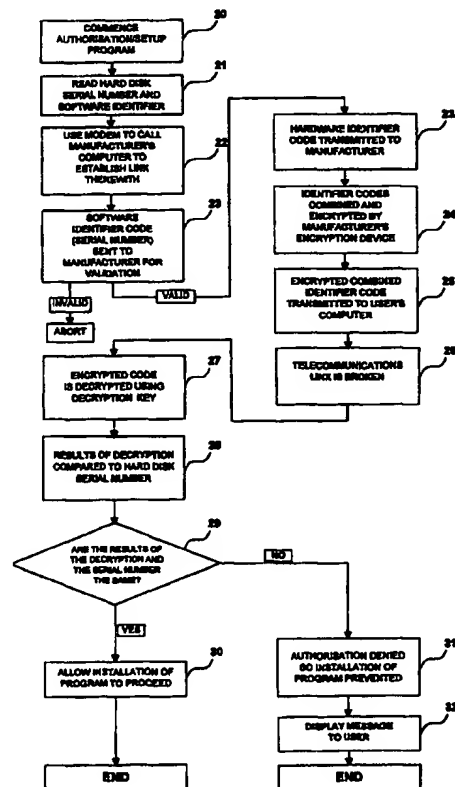 20
COMMENCE
AUTHORISATION/SETUP
PROGRAM
21
READ HARD DISK
SERIAL NUMBER AND
SOFTWARE IDENTIFIER
USE MODEM TO CALL
MANUFACTURER'S
COMPUTER TO
ESTABLISH LINK
THEREWITH
22
SOFTWARE
IDENTIFIER CODE
(SERIAL NUMBER)
SENT TO
MANUFACTURER FOR
VALIDATION
23
INVALID
VALID
ABORT
HARDWARE IDENTIFIER
CODE TRANSMITTED TO
MANUFACTURER
IDENTIFIER CODES
COMBINED AND
ENCRYPTED BY
MANUFACTURER'S
ENCRYPTION DEVICE
24
ENCRYPTED COMBINED
IDENTIFIER CODE
TRANSMITTED TO USER'S
COMPUTER
25
TELECOMMUNICATIONS
LINK IS BROKEN
26
ENCRYPTED CODE
IS DECRYPTED USING
DECRYPTION KEY
27
RESULTS OF DECRYPTION
COMPARED TO HARD DISK
SERIAL NUMBER
28
ARE THE RESULTS OF
THE DECRYPTION AND
THE SERIAL NUMBER
THE SAME?
29
NO
YES
ALLOW INSTALLATION OF
PROGRAM TO PROCEED
30
END
AUTHORISATION DENIED
SO INSTALLATION OF
PROGRAM PREVENTED
31
DISPLAY MESSAGE
TO USER
32
END